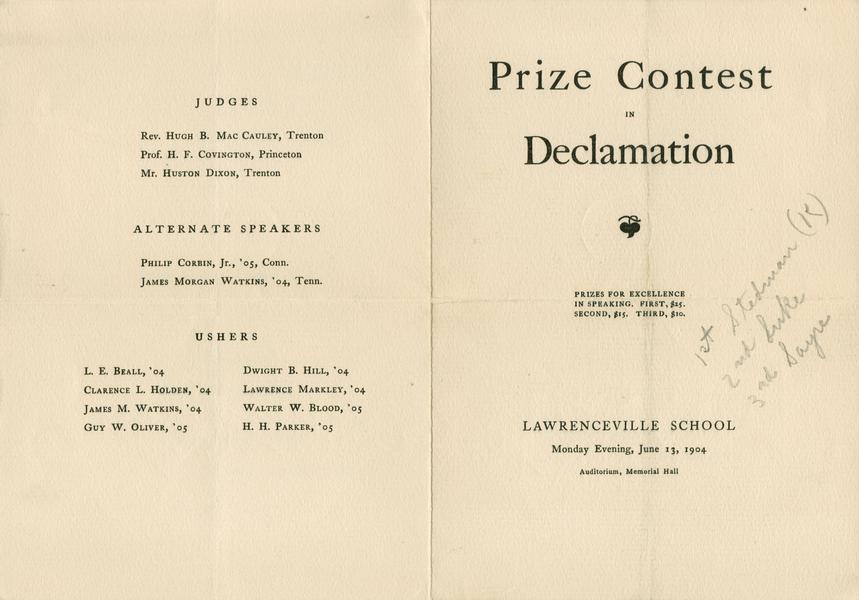 JUDGES
Rev. HUGH B. MAC CAULEY, Trenton
Prof. H. F. COVINGTON, Princeton
Mr. HUSTON DIXON, Trenton
ALTERNATE SPEAKERS
PHILIP CORBIN, Jr., '05, Conn.
JAMES MORGAN WATKINS, '04, Tenn.
USHERS
L. E. BEALL, '04
CLARENCE L. HOLDEN, '04
JAMES M. WATKINS, '04
GUY W. OLIVER, '05
DWIGHT B. HILL, '04
LAWRENCE MARKLEY, '04
WALTER W. BLOOD, '05
H. H. PARKER, '05
Prize Contest
IN
Declamation
PRIZES FOR EXCELLENCE
IN SPEAKING. FIRST, $25.
SECOND, $15. THIRD, $10.
1st Stedman (K)
2nd Luke
3rd Sayre
LAWRENCEVILLE SCHOOL
Monday Evening, June 13, 1904
Auditorium, Memorial Hall